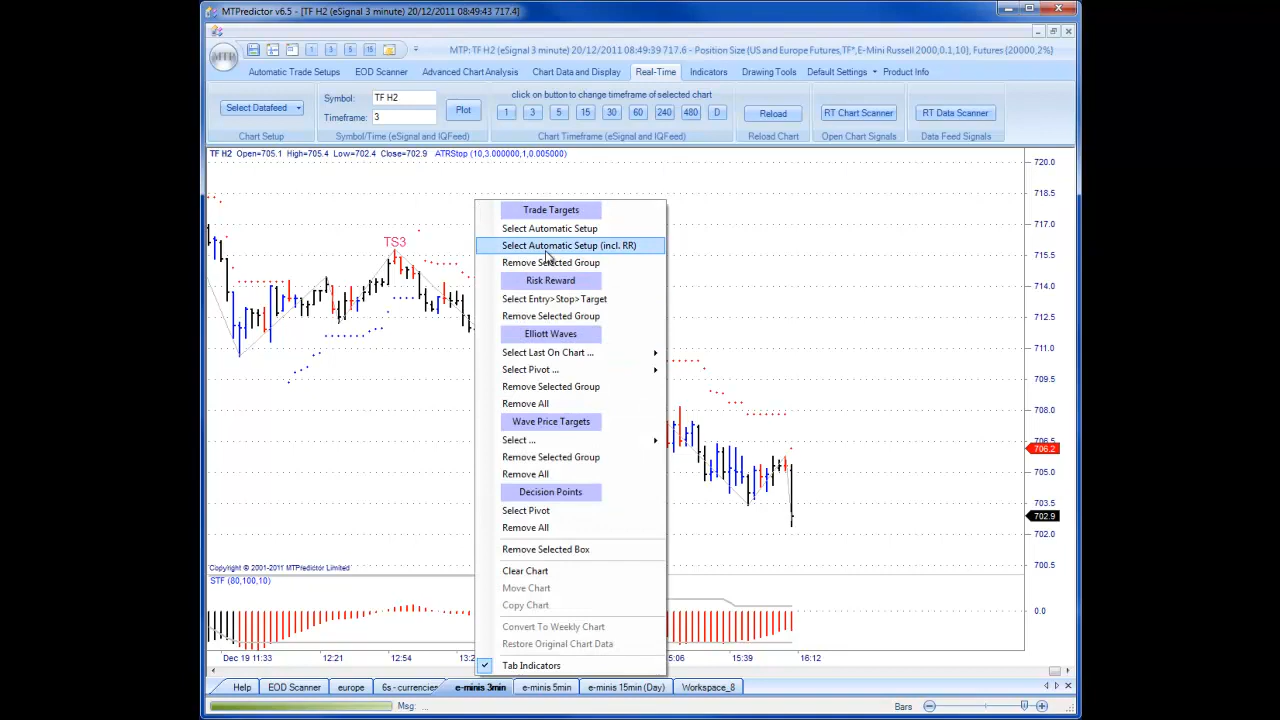 MTPredictor v6.5 - [TF H2 (eSignal 3 minute) 20/12/2011 08:49:43 717.4]
1 3 5 15
MTP: TF H2 (eSignal 3 minute) 20/12/2011 08:49:39 717.6 - Position Size (US and Europe Futures,TF*,E-Mini Russell 2000,0.1,10), Futures {20000,2%}
MTP
Automatic Trade Setups EOD Scanner Advanced Chart Analysis Chart Data and Display Real-Time Indicators Drawing Tools Default Settings Product Info
click on button to change timeframe of selected chart
Select Datafeed Symbol: TF H2 Plot 1 3 5 15 30 60 240 480 D Reload RT Chart Scanner RT Data Scanner
Timeframe: 3
Chart Setup Symbol/Time (eSignal and IQFeed) Chart Timeframe (eSignal and IQFeed) Reload Chart Open Chart Signals Data Feed Signals
TF H2 Open=705.1 High=705.4 Low=702.4 Close=702.9 ATRStop (10,3.000000,1,0.005000)
TS3
Trade Targets
Select Automatic Setup
Select Automatic Setup (incl. RR)
Remove Selected Group
Risk Reward
Select Entry>Stop>Target
Remove Selected Group
Elliott Waves
Select Last On Chart ...
Select Pivot ...
Remove Selected Group
Remove All
Wave Price Targets
Select ...
Remove Selected Group
Remove All
Decision Points
Select Pivot
Remove All
Remove Selected Box
Clear Chart
Move Chart
Copy Chart
Convert To Weekly Chart
Restore Original Chart Data
Tab Indicators
720.0
718.5
717.0
715.5
714.0
712.5
711.0
709.5
708.0
706.5
706.2
705.0
703.5
702.9
702.0
700.5
0.0
Copyright © 2001-2011 MTPredictor Limited
STF (80,100,10)
Dec 19 11:33 12:21 12:54 13:2 5:06 15:39 16:12
Help EOD Scanner europe 6s - currencies e-minis 3min e-minis 5min e-minis 15min (Day) Workspace_8
Msg: ... Bars